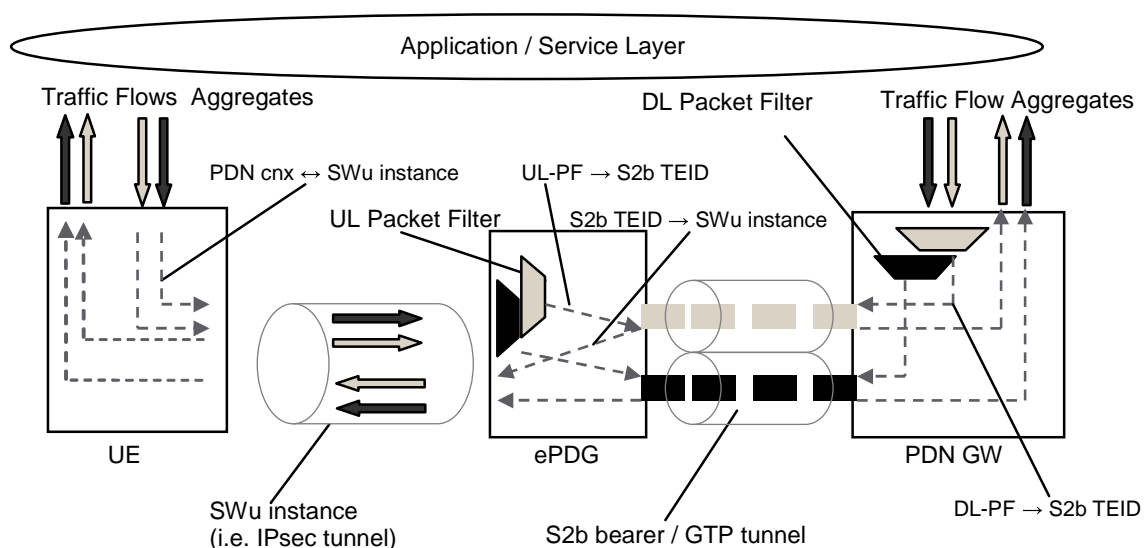 Application / Service Layer
Traffic Flows Aggregates
DL Packet Filter
Traffic Flow Aggregates
PDN cnx ↔ SWu instance
UL-PF → S2b TEID
UL Packet Filter
S2b TEID → SWu instance
UE
ePDG
PDN GW
SWu instance
(i.e. IPsec tunnel)
S2b bearer / GTP tunnel
DL-PF → S2b TEID